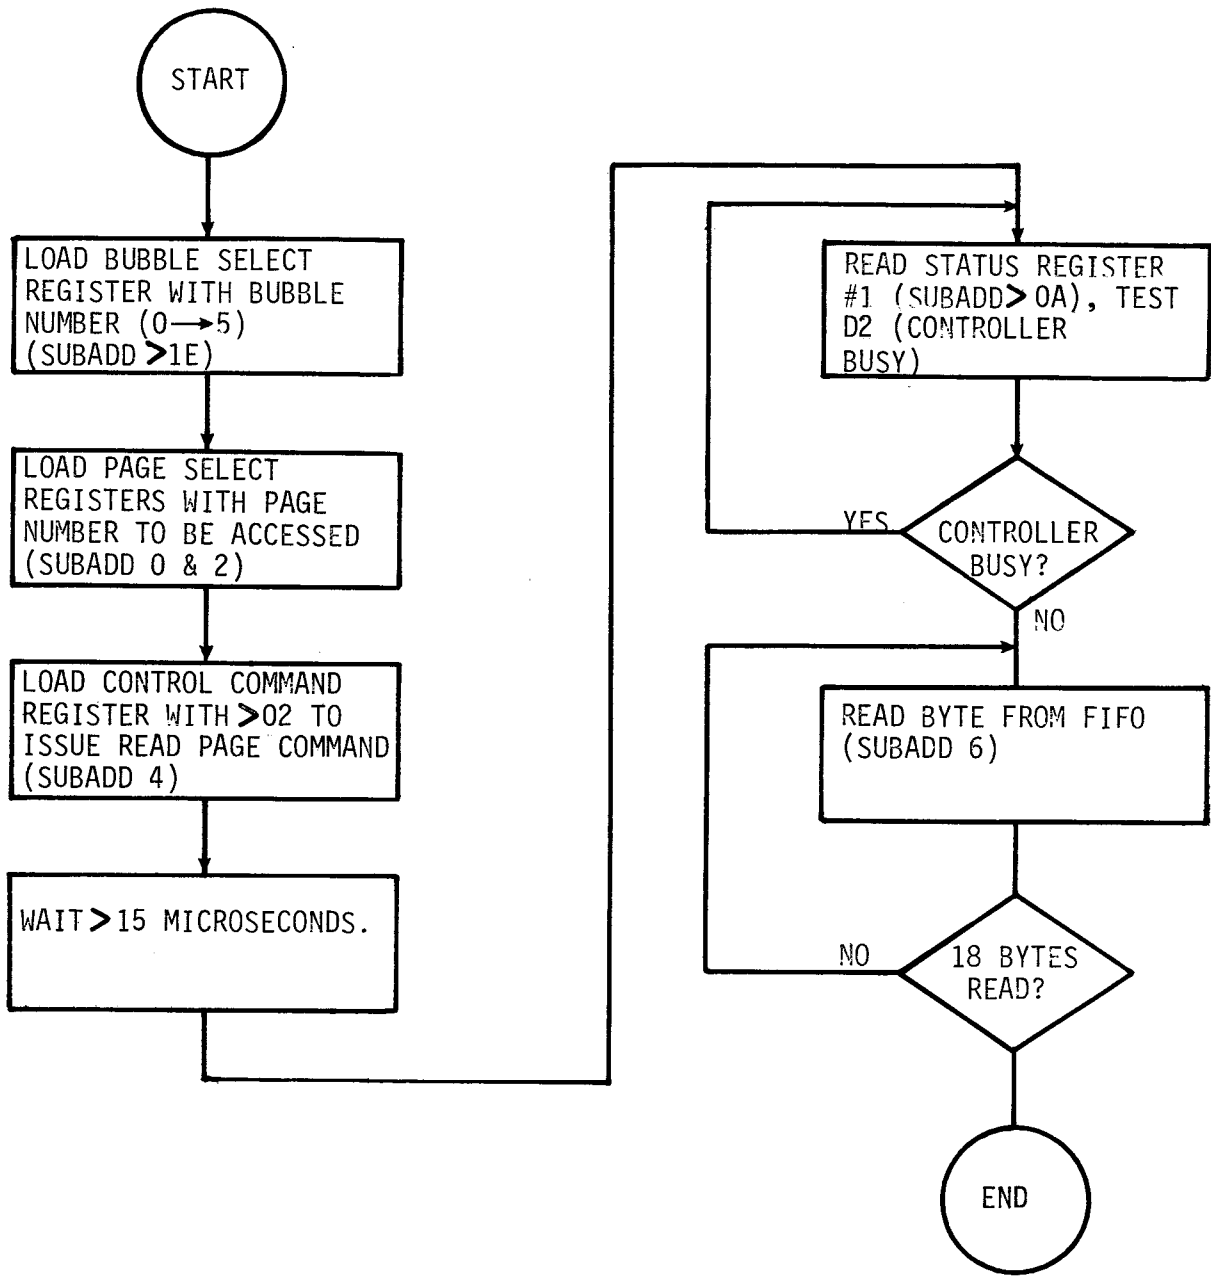 START
LOAD BUBBLE SELECT
REGISTER WITH BUBBLE
NUMBER (0→5)
(SUBADD >1E)
LOAD PAGE SELECT
REGISTERS WITH PAGE
NUMBER TO BE ACCESSED
(SUBADD 0 & 2)
LOAD CONTROL COMMAND
REGISTER WITH >02 TO
ISSUE READ PAGE COMMAND
(SUBADD 4)
WAIT >15 MICROSECONDS.
READ STATUS REGISTER
#1 (SUBADD> 0A), TEST
D2 (CONTROLLER
BUSY)
YES
CONTROLLER
BUSY?
NO
READ BYTE FROM FIFO
(SUBADD 6)
NO
18 BYTES
READ?
END